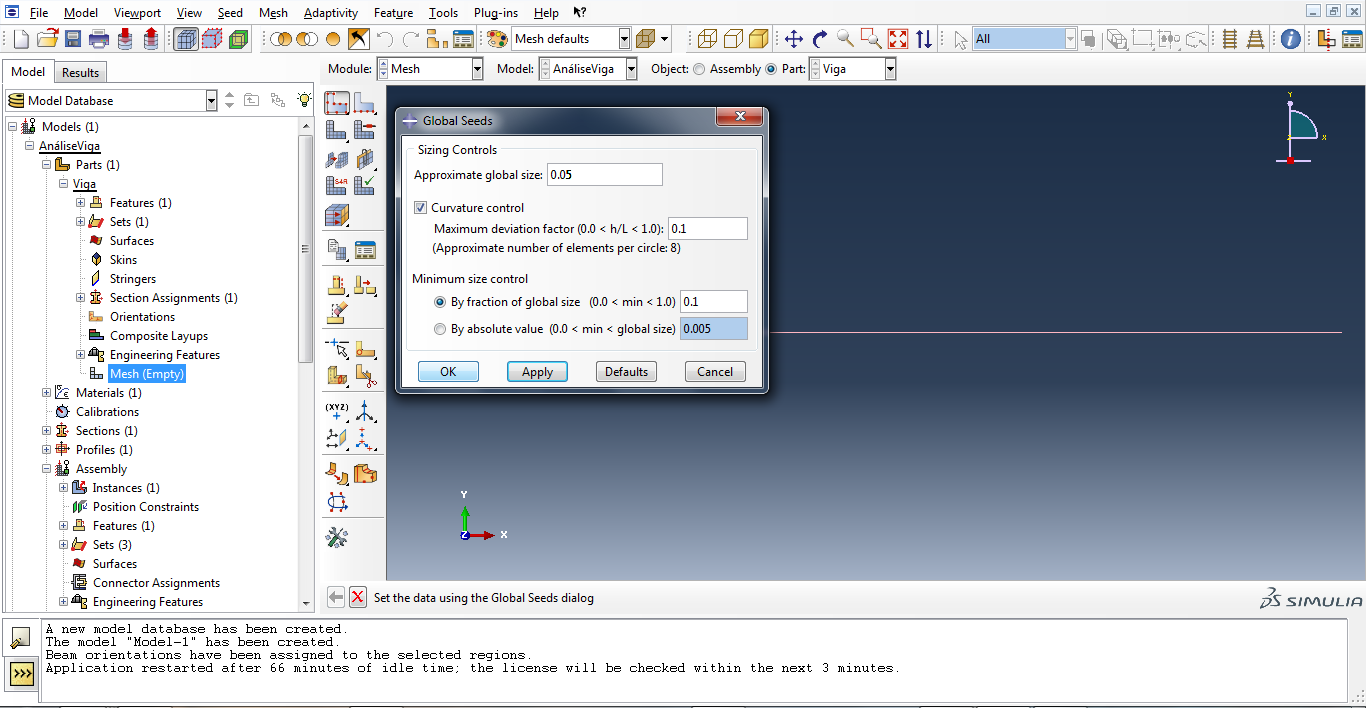 File Model Viewport View Seed Mesh Adaptivity Feature Tools Plug-ins Help ?
Mesh defaults All
Model Results Module: Mesh Model: AnáliseViga Object: Assembly Part: Viga
Model Database
Models (1)
AnáliseViga
Parts (1)
Viga
Features (1)
Sets (1)
Surfaces
Skins
Stringers
Section Assignments (1)
Orientations
Composite Layups
Engineering Features
Mesh (Empty)
Materials (1)
Calibrations
Sections (1)
Profiles (1)
Assembly
Instances (1)
Position Constraints
Features (1)
Sets (3)
Surfaces
Connector Assignments
Engineering Features
S4R
(XYZ)
Global Seeds
Sizing Controls
Approximate global size: 0.05
Curvature control
Maximum deviation factor (0.0 < h/L < 1.0): 0.1
(Approximate number of elements per circle: 8)
Minimum size control
By fraction of global size (0.0 < min < 1.0) 0.1
By absolute value (0.0 < min < global size) 0.005
OK Apply Defaults Cancel
Y
X
Y
Z X
Set the data using the Global Seeds dialog
SIMULIA
A new model database has been created.
The model "Model-1" has been created.
Beam orientations have been assigned to the selected regions.
Application restarted after 66 minutes of idle time; the license will be checked within the next 3 minutes.
>>>